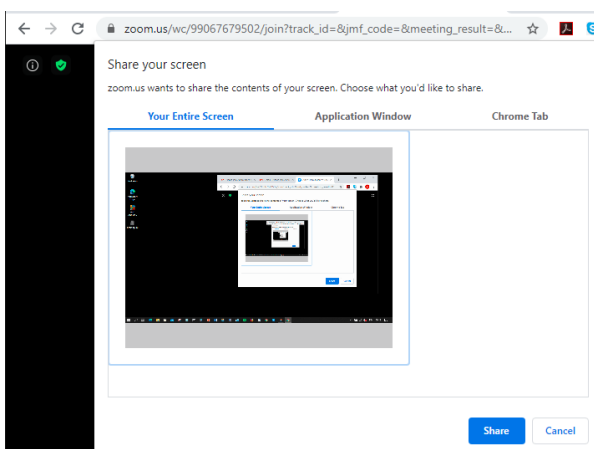 zoom.us/wc/99067679502/join?track_id=&jmf_code=&meeting_result=&...
Share your screen
zoom.us wants to share the contents of your screen. Choose what you'd like to share.
Your Entire Screen Application Window Chrome Tab
Share Cancel